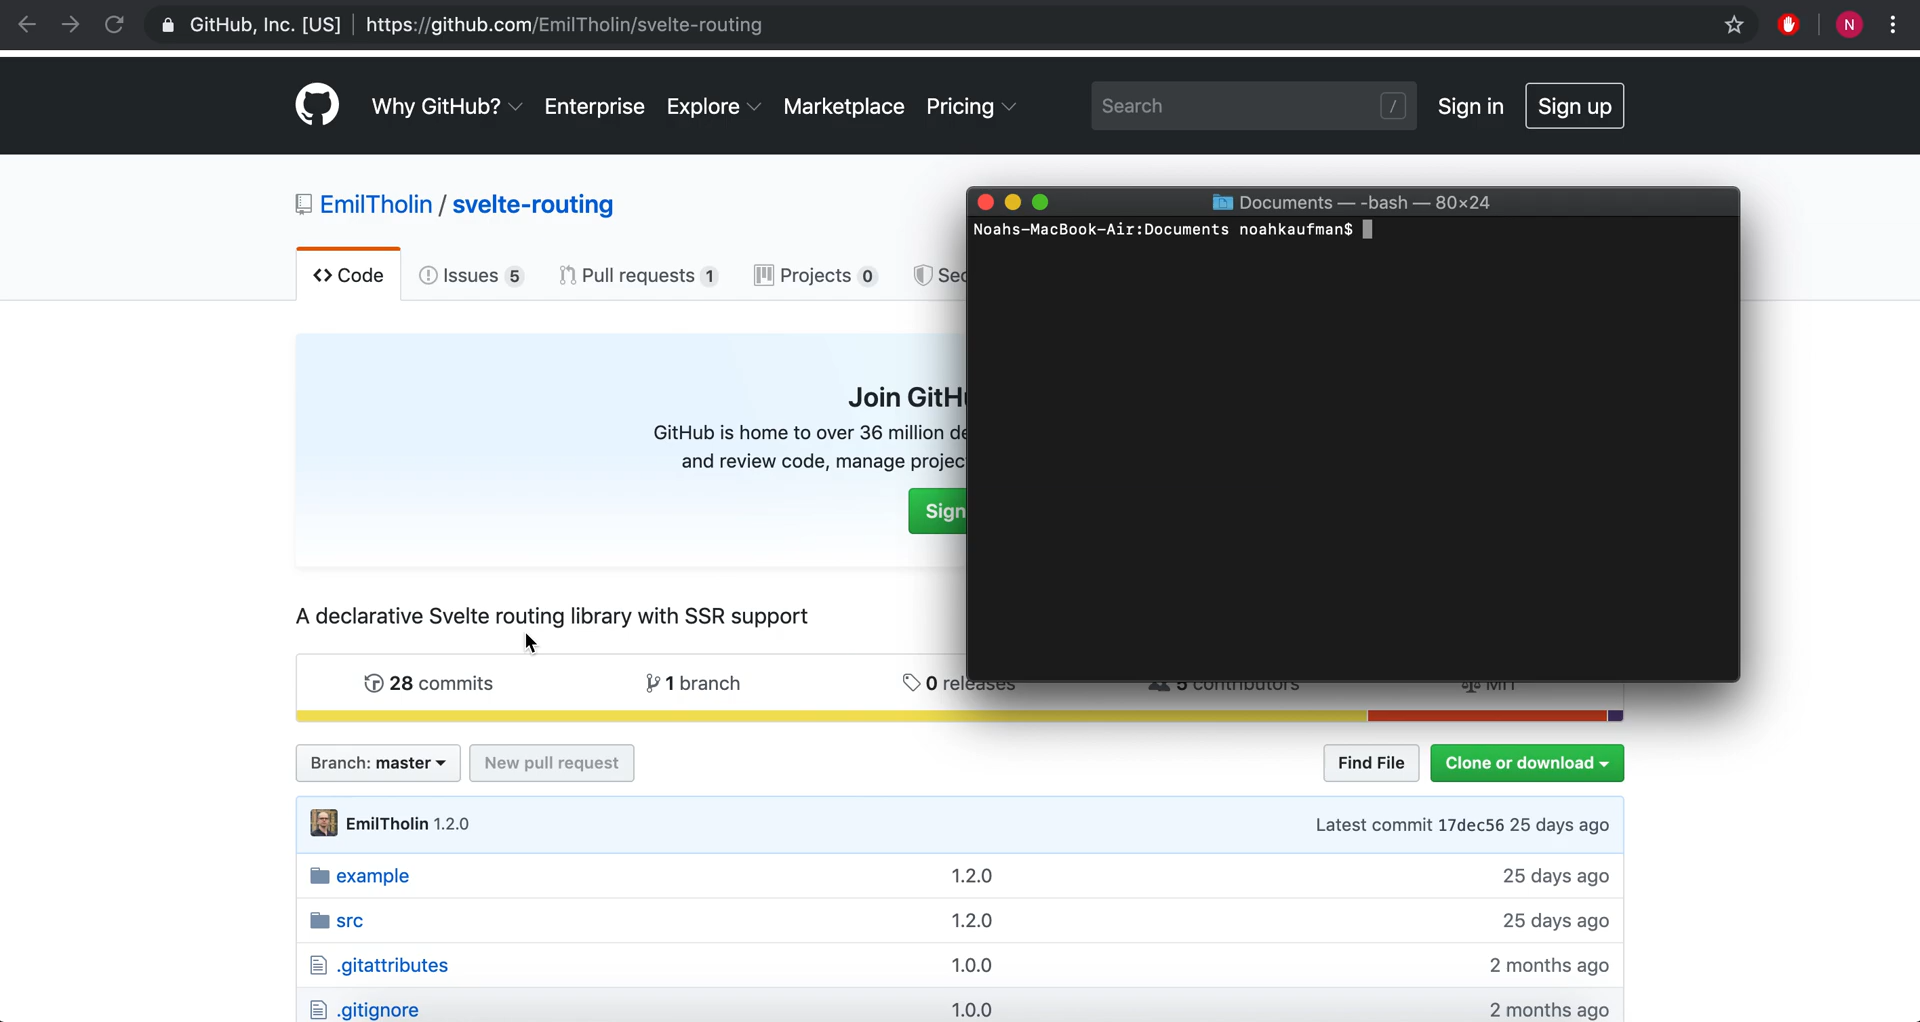 GitHub, Inc. [US] | https://github.com/EmilTholin/svelte-routing
N
Why GitHub? Enterprise Explore Marketplace Pricing Search / Sign in Sign up
EmilTholin / svelte-routing
<> Code Issues 5 Pull requests 1 Projects 0 Sec
Documents — -bash — 80×24
Noahs-MacBook-Air:Documents noahkaufman$
Join GitHu
GitHub is home to over 36 million de
and review code, manage projec
Sign
A declarative Svelte routing library with SSR support
28 commits 1 branch 0 releases 5 contributors MIT
Branch: master New pull request Find File Clone or download
EmilTholin 1.2.0 Latest commit 17dec56 25 days ago
example 1.2.0 25 days ago
src 1.2.0 25 days ago
.gitattributes 1.0.0 2 months ago
.gitignore 1.0.0 2 months ago